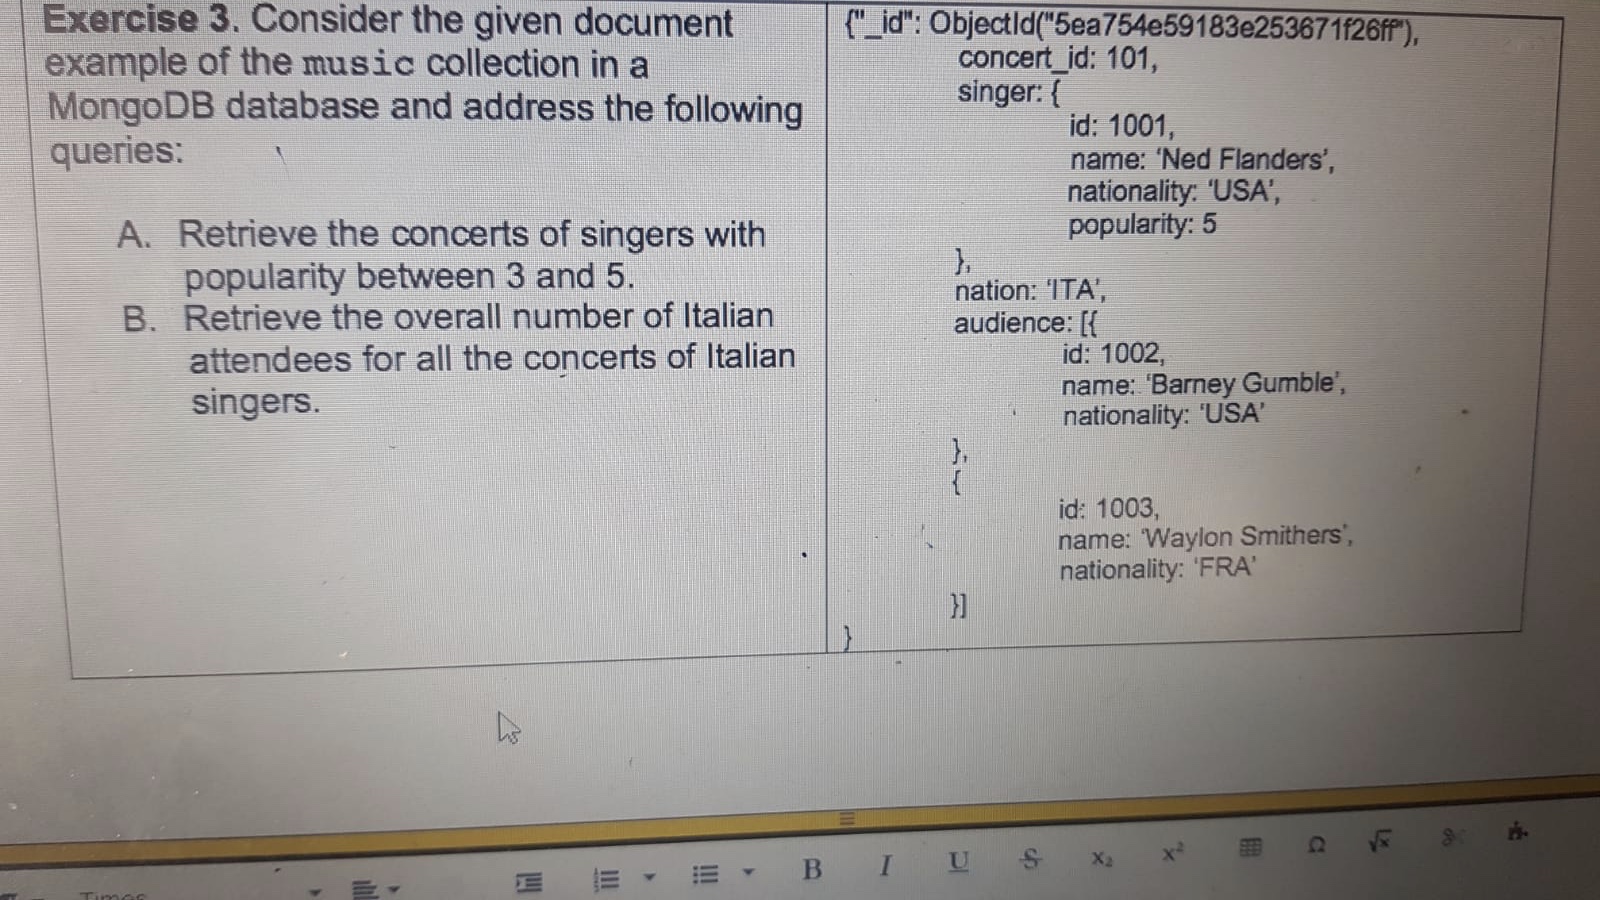 Exercise 3. Consider the given document
example of the music collection in a
MongoDB database and address the following
queries:
A. Retrieve the concerts of singers with
popularity between 3 and 5.
B. Retrieve the overall number of Italian
attendees for all the concerts of Italian
singers.
{"_id": ObjectId("5ea754e59183e253671f26ff"),
concert_id: 101,
singer: {
id: 1001,
name: ‘Ned Flanders’,
nationality: ‘USA’,
popularity: 5
},
nation: ‘ITA’,
audience: [{
id: 1002,
name: ‘Barney Gumble’,
nationality: ‘USA’
},
{
id: 1003,
name: ‘Waylon Smithers’,
nationality: ‘FRA’
}]
}
B I U S X₂ X² Ω √x
Times